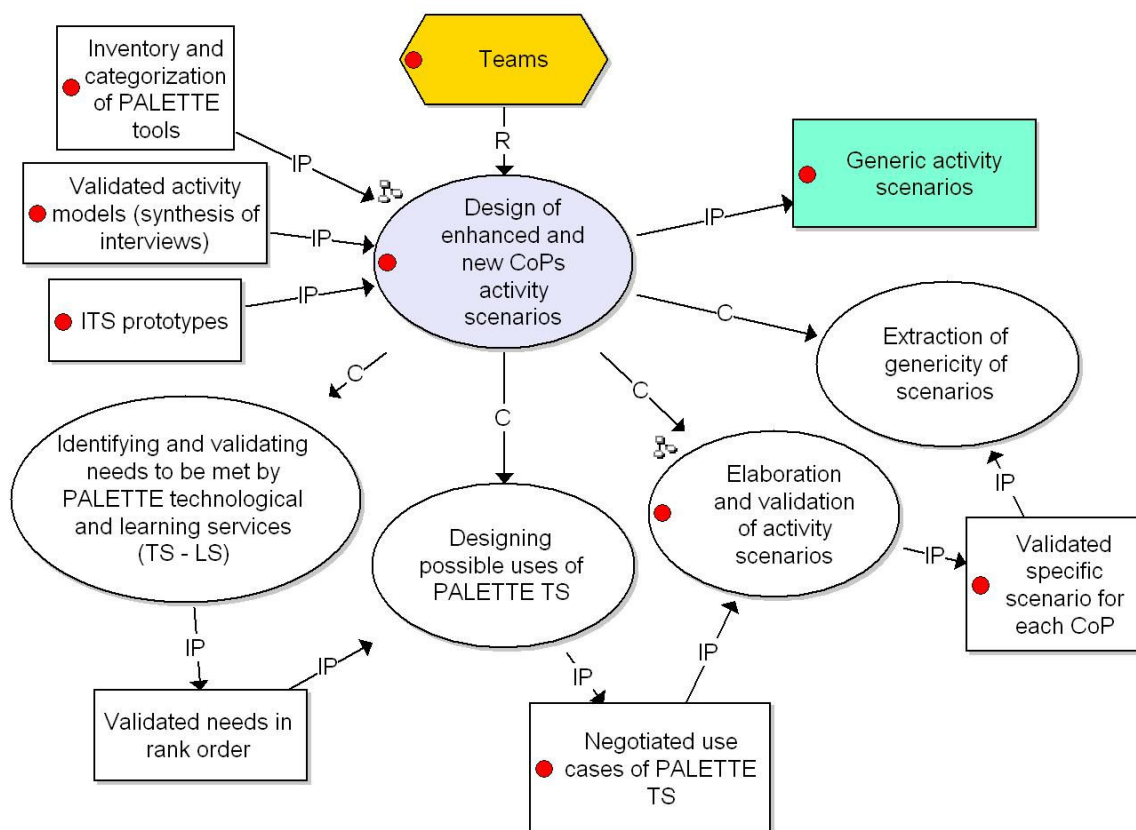 Inventory and
categorization
of PALETTE
tools
Teams
R
IP
Validated activity
models (synthesis of
interviews)
IP
Generic activity
scenarios
IP
Design of
enhanced and
new CoPs
activity
scenarios
IP
ITS prototypes
C
Extraction of
genericity of
scenarios
C
C
C
Identifying and validating
needs to be met by
PALETTE technological
and learning services
(TS - LS)
Designing
possible uses of
PALETTE TS
Elaboration
and validation
of activity
scenarios
IP
IP
Validated
specific
scenario for
each CoP
IP
IP
IP
IP
Validated needs in
rank order
Negotiated use
cases of PALETTE
TS